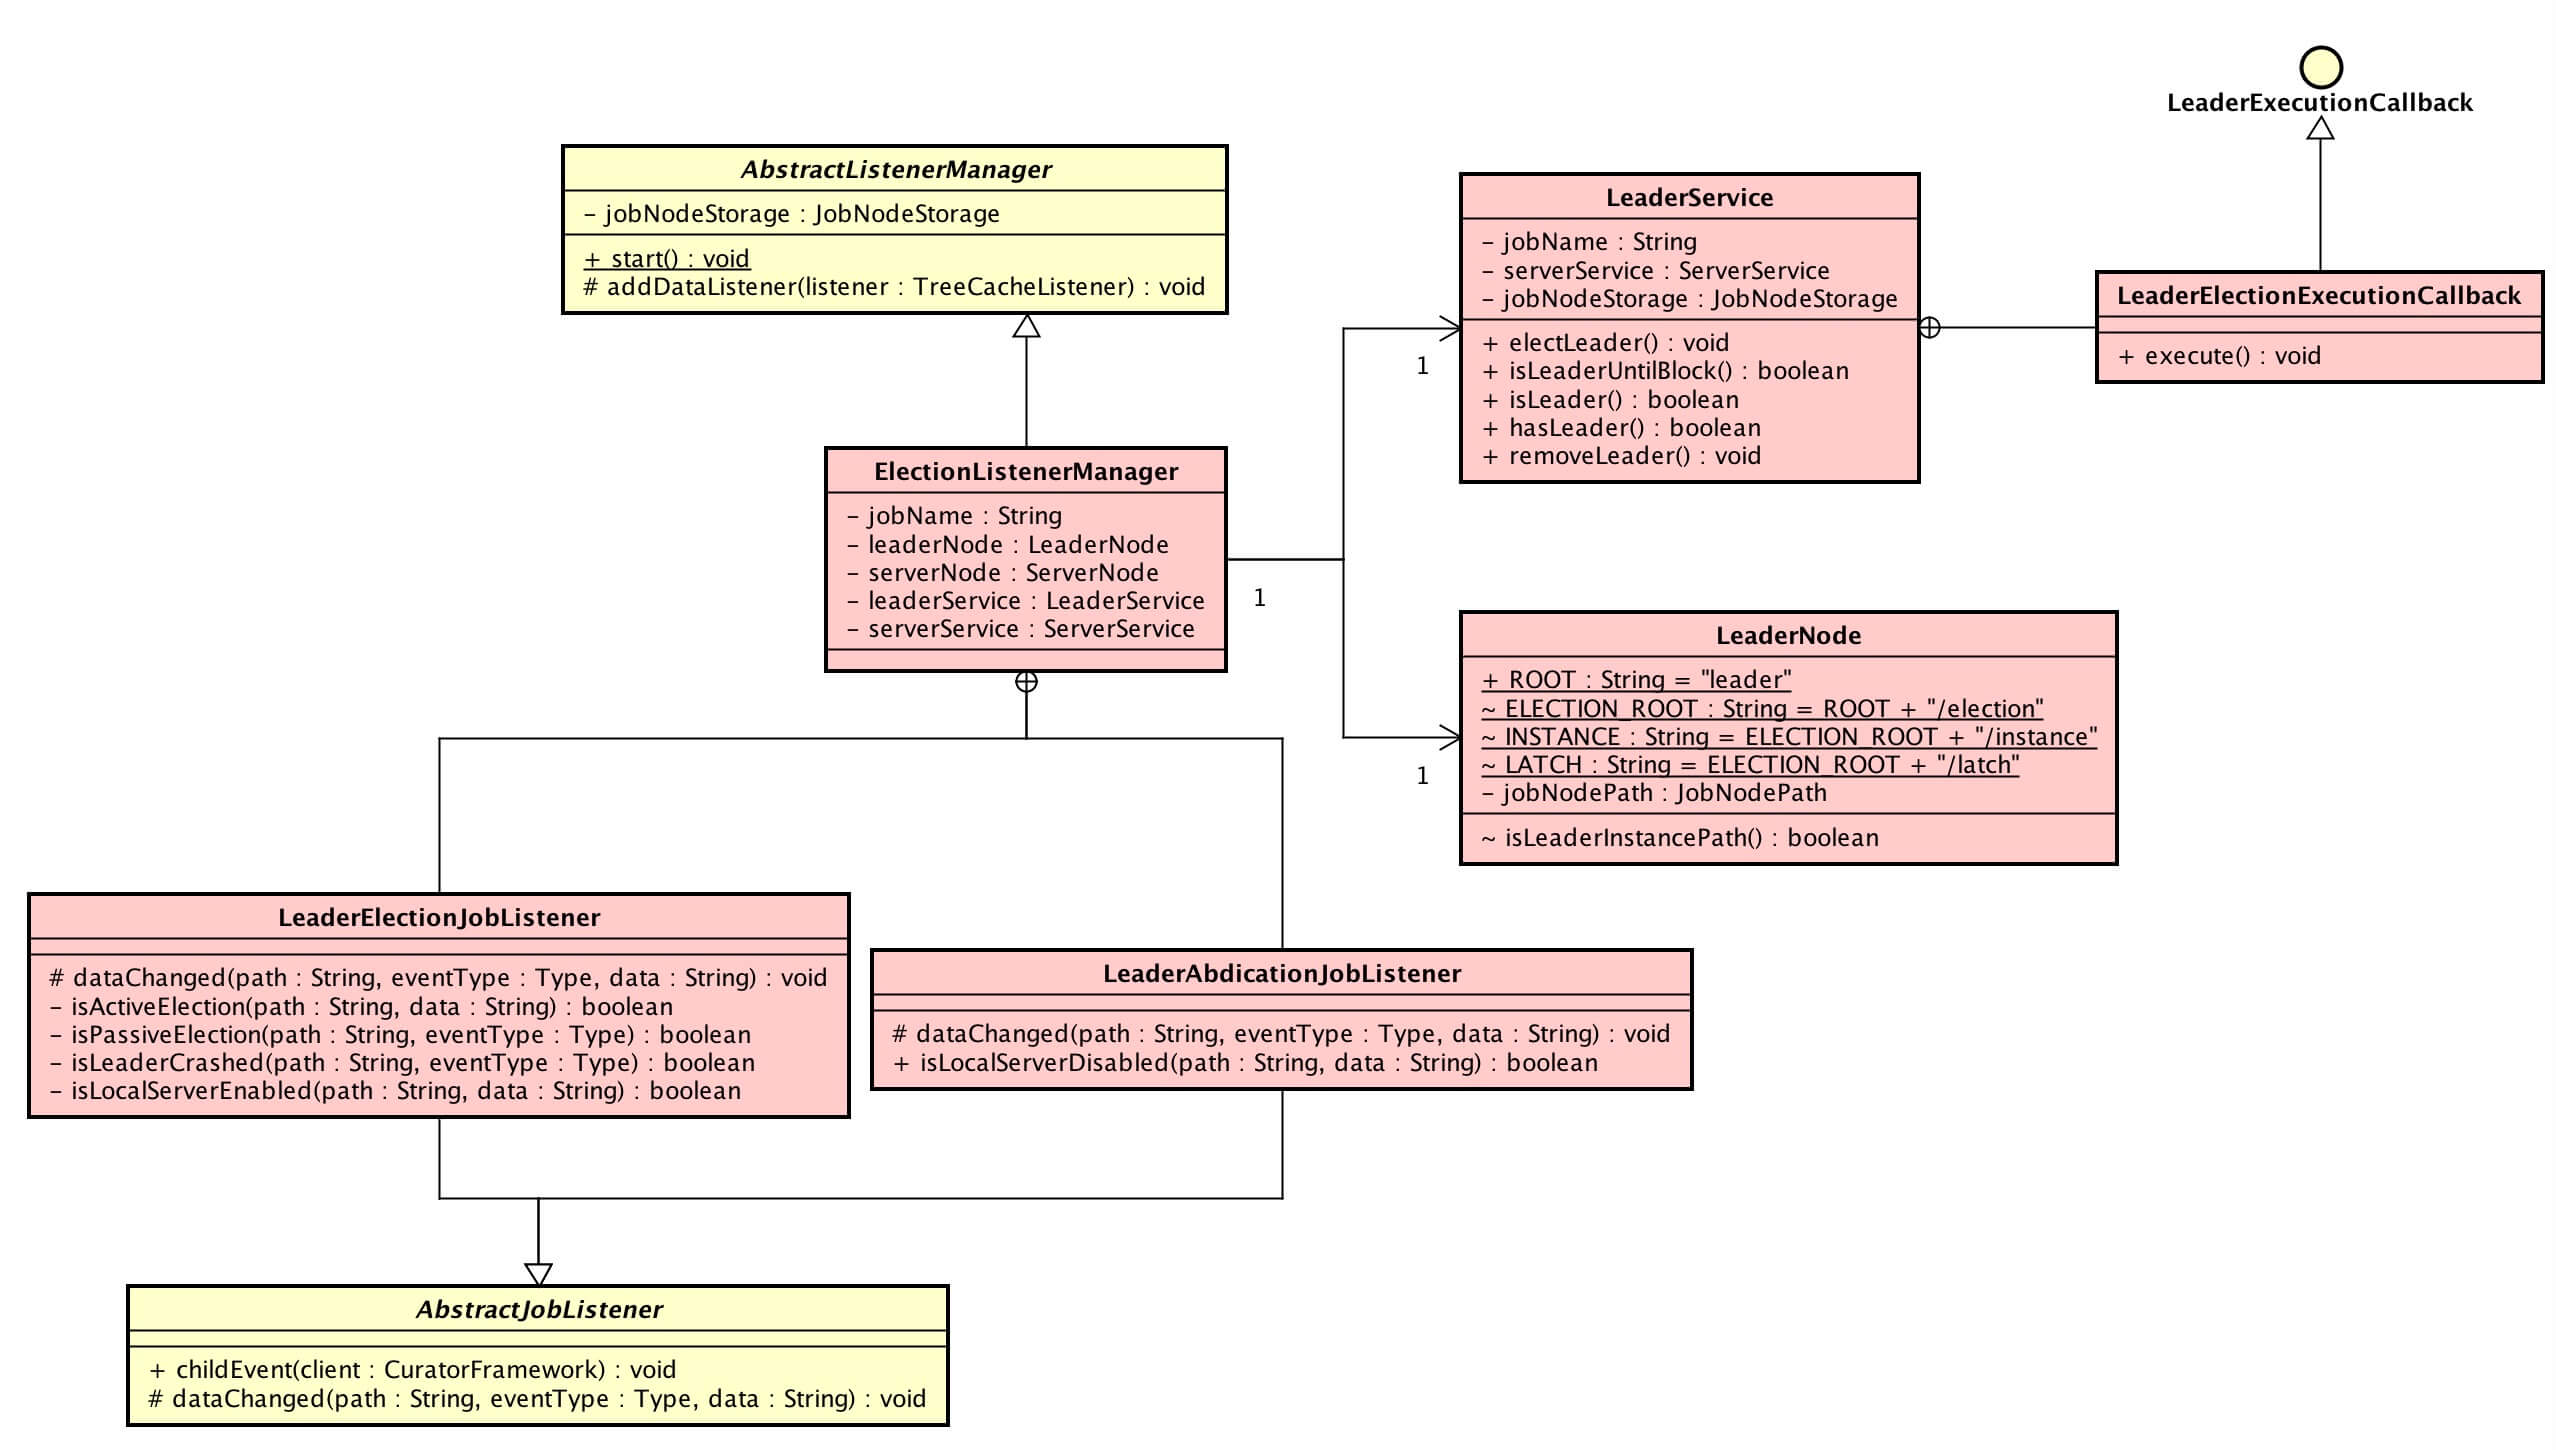 LeaderExecutionCallback
AbstractListenerManager
- jobNodeStorage : JobNodeStorage
+ start() : void
# addDataListener(listener : TreeCacheListener) : void
LeaderService
- jobName : String
- serverService : ServerService
- jobNodeStorage : JobNodeStorage
+ electLeader() : void
+ isLeaderUntilBlock() : boolean
+ isLeader() : boolean
+ hasLeader() : boolean
+ removeLeader() : void
LeaderElectionExecutionCallback
+ execute() : void
1
ElectionListenerManager
- jobName : String
- leaderNode : LeaderNode
- serverNode : ServerNode
- leaderService : LeaderService
- serverService : ServerService
1
LeaderNode
+ ROOT : String = "leader"
~ ELECTION_ROOT : String = ROOT + "/election"
~ INSTANCE : String = ELECTION_ROOT + "/instance"
~ LATCH : String = ELECTION_ROOT + "/latch"
- jobNodePath : JobNodePath
~ isLeaderInstancePath() : boolean
1
LeaderElectionJobListener
# dataChanged(path : String, eventType : Type, data : String) : void
- isActiveElection(path : String, data : String) : boolean
- isPassiveElection(path : String, eventType : Type) : boolean
- isLeaderCrashed(path : String, eventType : Type) : boolean
- isLocalServerEnabled(path : String, data : String) : boolean
LeaderAbdicationJobListener
# dataChanged(path : String, eventType : Type, data : String) : void
+ isLocalServerDisabled(path : String, data : String) : boolean
AbstractJobListener
+ childEvent(client : CuratorFramework) : void
# dataChanged(path : String, eventType : Type, data : String) : void